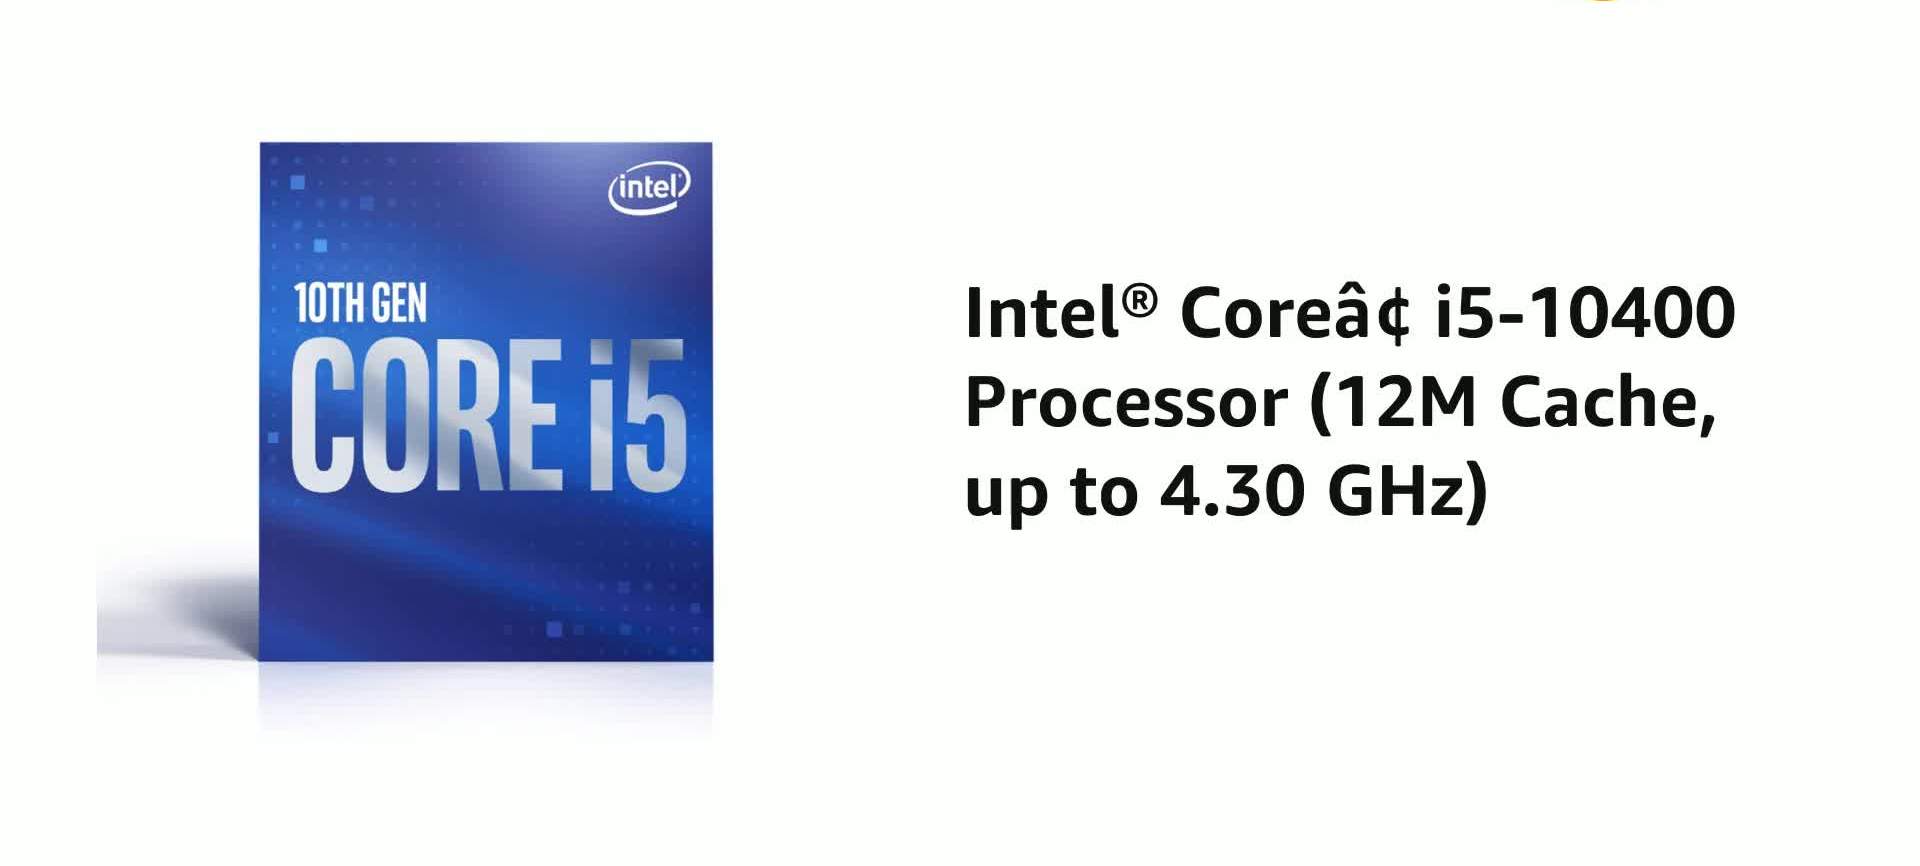 intel
10TH GEN
CORE i5
Intel® Coreâ¢ i5-10400
Processor (12M Cache,
up to 4.30 GHz)